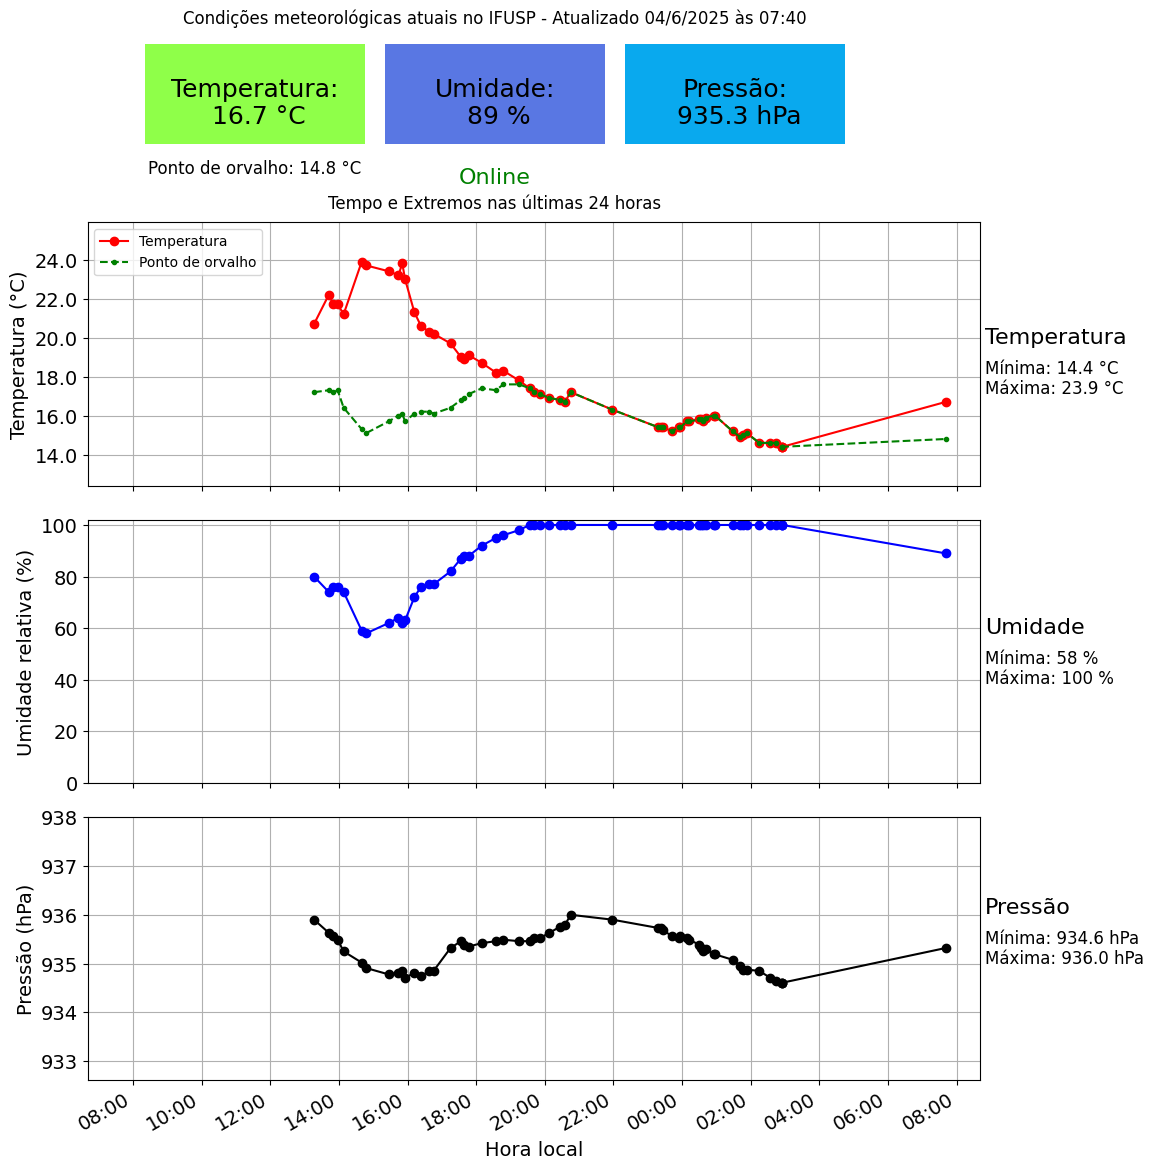 Condições meteorológicas atuais no IFUSP - Atualizado 04/6/2025 às 07:40
Temperatura:
16.7 °C
Umidade:
89 %
Pressão:
935.3 hPa
Ponto de orvalho: 14.8 °C
Online
Tempo e Extremos nas últimas 24 horas
Temperatura
Ponto de orvalho
Temperatura (°C)
24.0
22.0
20.0
18.0
16.0
14.0
Temperatura
Mínima: 14.4 °C
Máxima: 23.9 °C
Umidade relativa (%)
100
80
60
40
20
0
Umidade
Mínima: 58 %
Máxima: 100 %
Pressão (hPa)
938
937
936
935
934
933
Pressão
Mínima: 934.6 hPa
Máxima: 936.0 hPa
08:00 10:00 12:00 14:00 16:00 18:00 20:00 22:00 00:00 02:00 04:00 06:00 08:00
Hora local